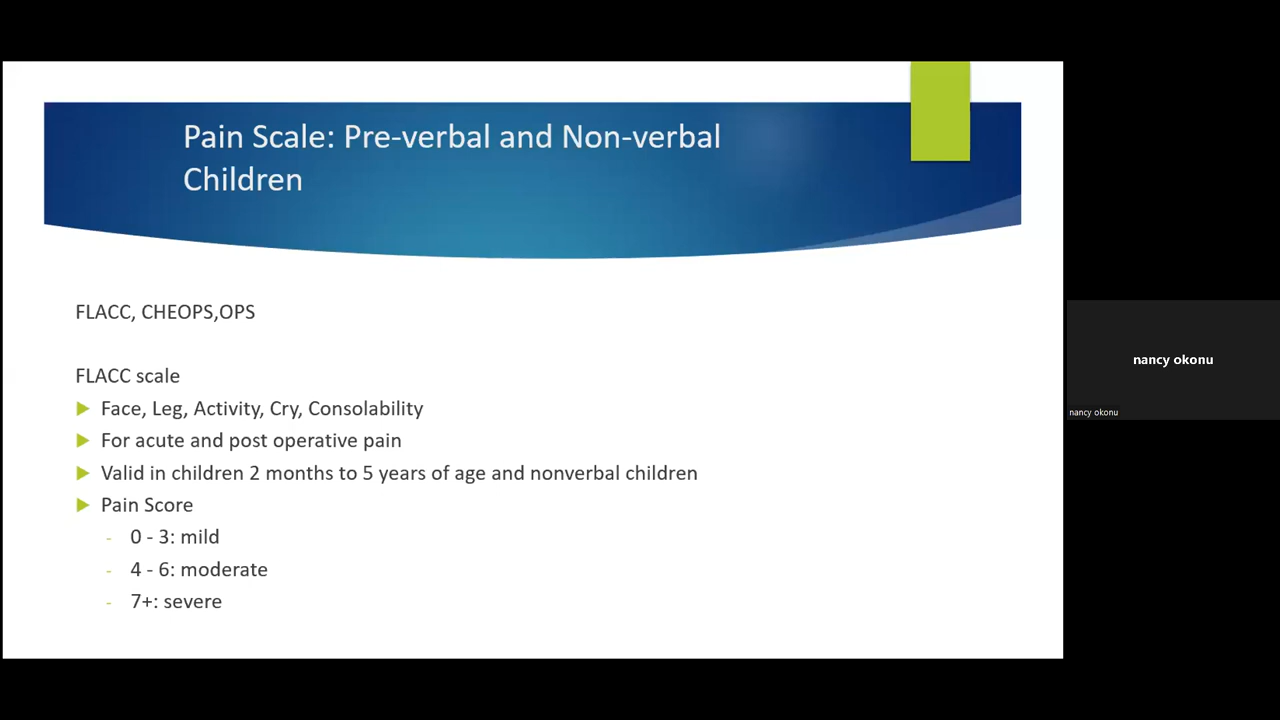 Pain Scale: Pre-verbal and Non-verbal
Children
FLACC, CHEOPS,OPS
FLACC scale
Face, Leg, Activity, Cry, Consolability
For acute and post operative pain
Valid in children 2 months to 5 years of age and nonverbal children
Pain Score
- 0 - 3: mild
- 4 - 6: moderate
- 7+: severe
nancy okonu
nancy okonu